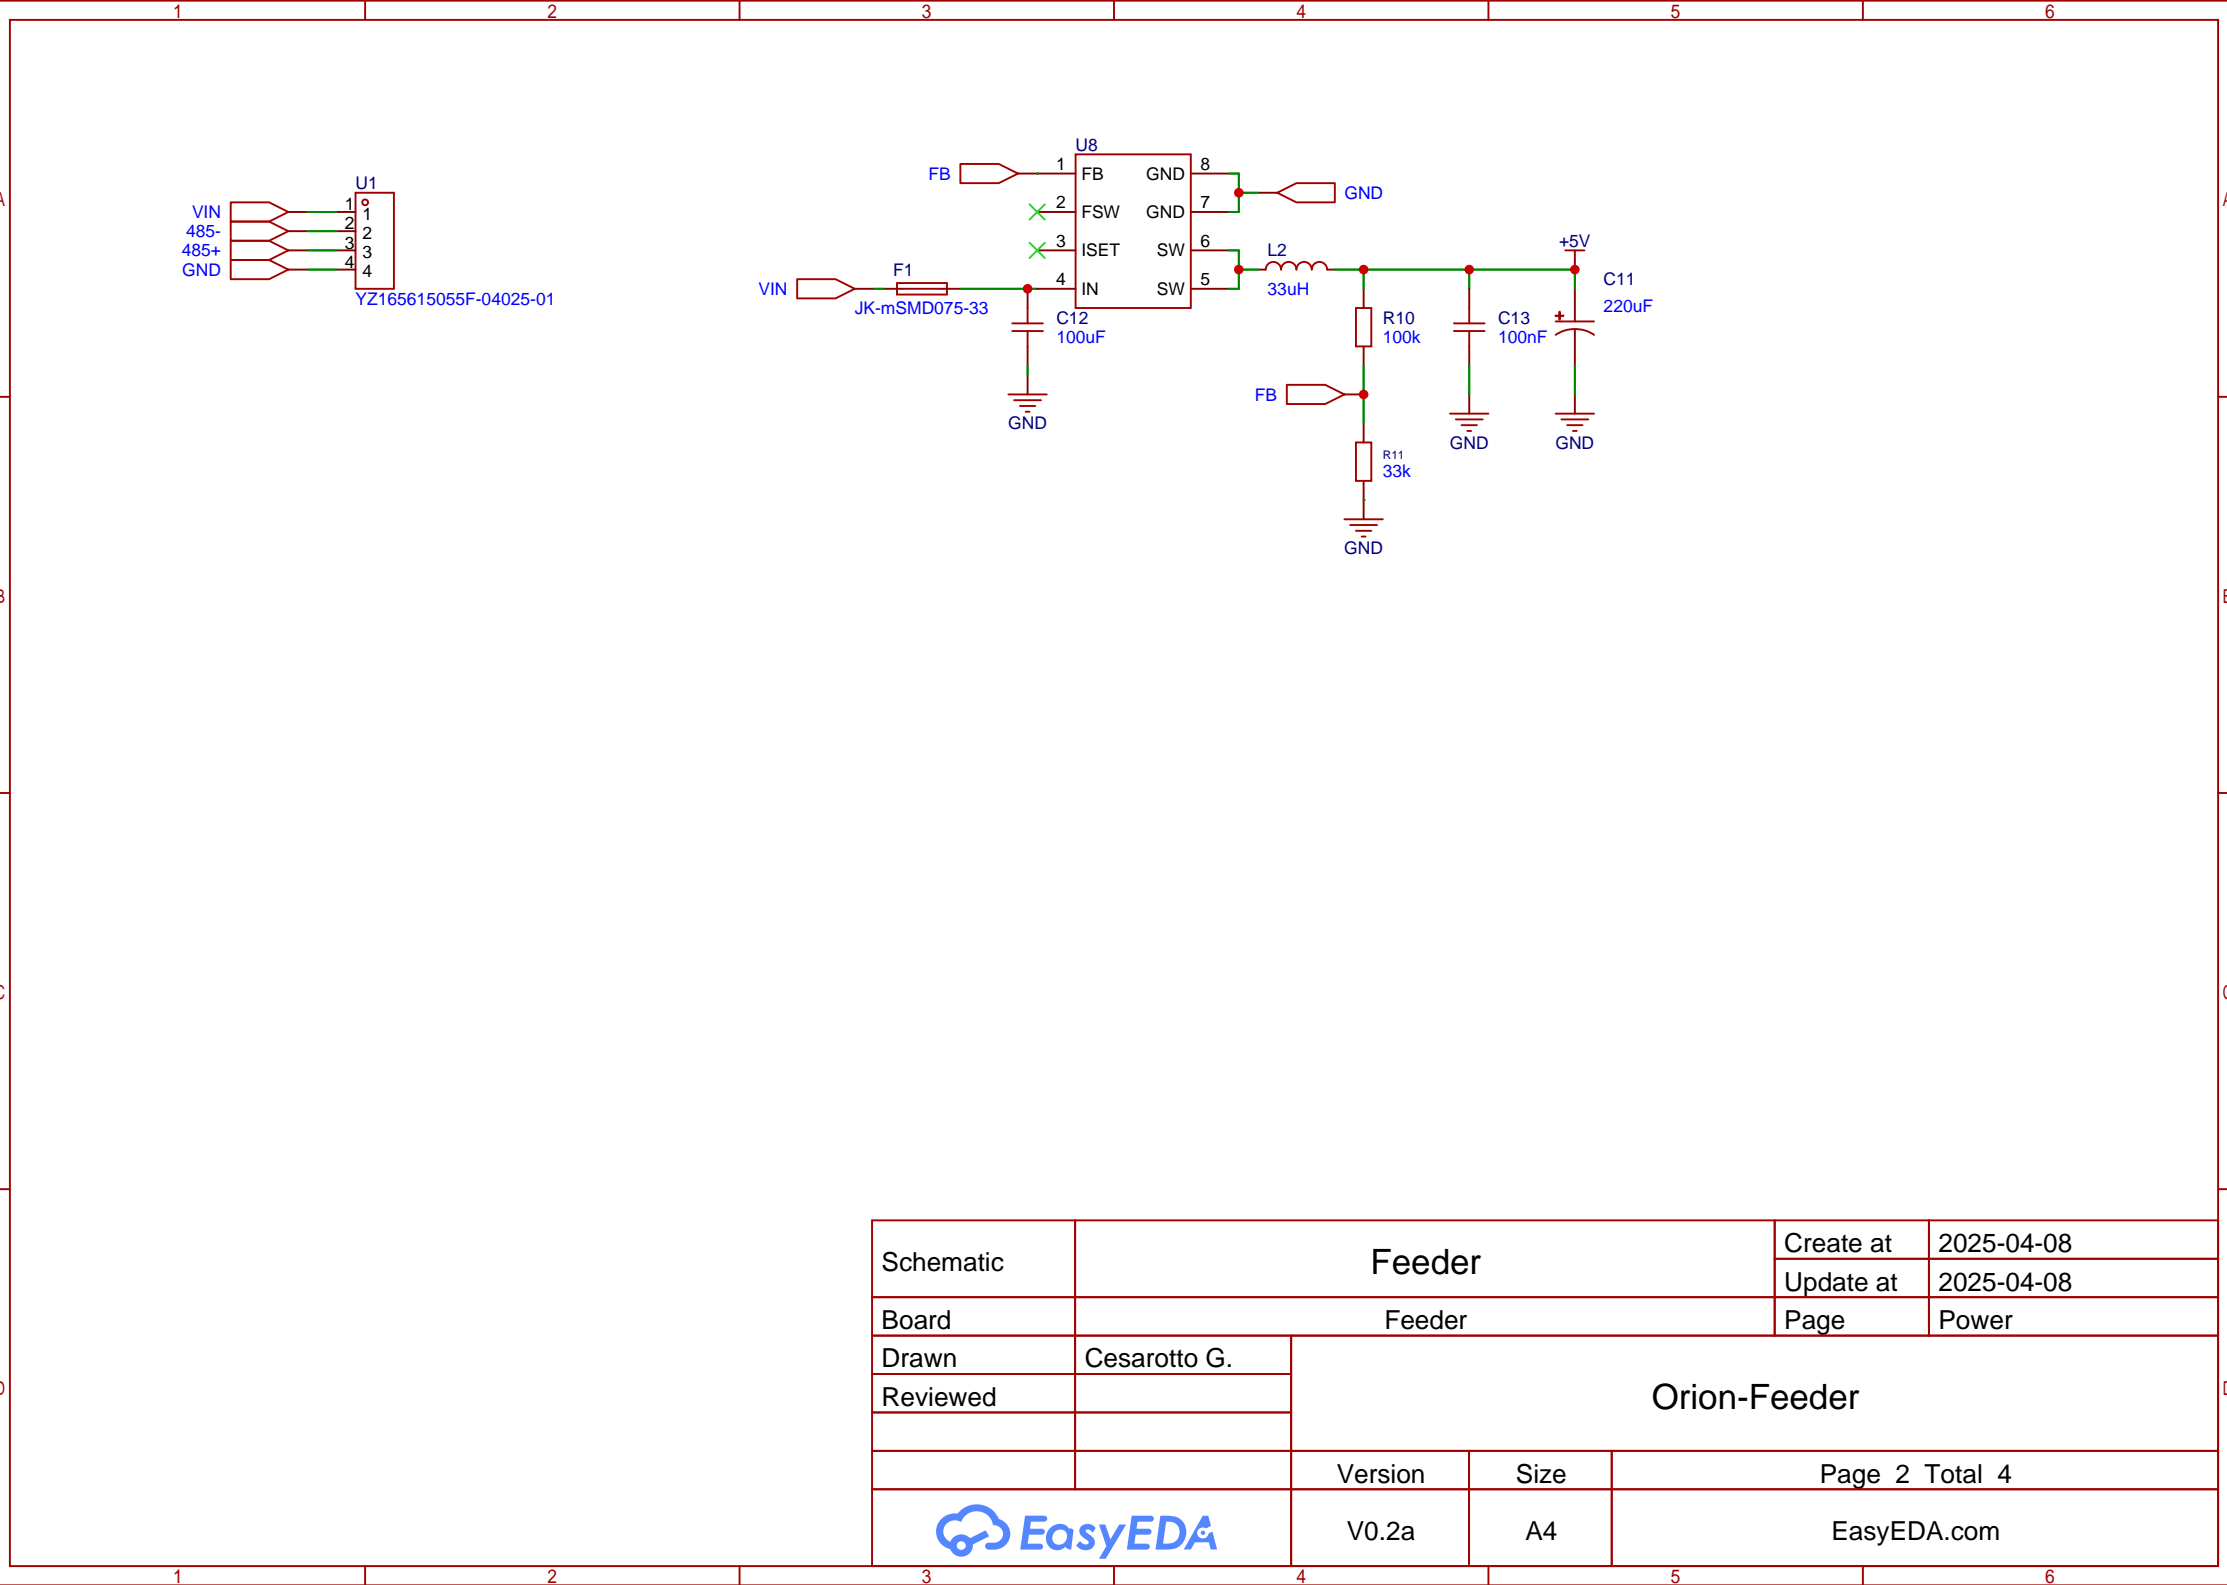 1 2 3 4 5 6
U1
VIN 1 1
485- 2 2
485+ 3 3
GND 4 4
YZ165615055F-04025-01
U8
FB 1 FB GND 8
GND
2 FSW GND 7
3 ISET SW 6
4 IN SW 5
VIN F1
JK-mSMD075-33
C12
100uF
GND
L2
33uH
+5V
R10
100k
C13
100nF
C11
220uF
+
FB
R11
33k
GND
GND
GND
A A
B B
C C
D D
Schematic Feeder Create at 2025-04-08
Update at 2025-04-08
Board Feeder Page Power
Drawn Cesarotto G.
Reviewed
Orion-Feeder
Version Size Page 2 Total 4
EasyEDA V0.2a A4 EasyEDA.com
1 2 3 4 5 6